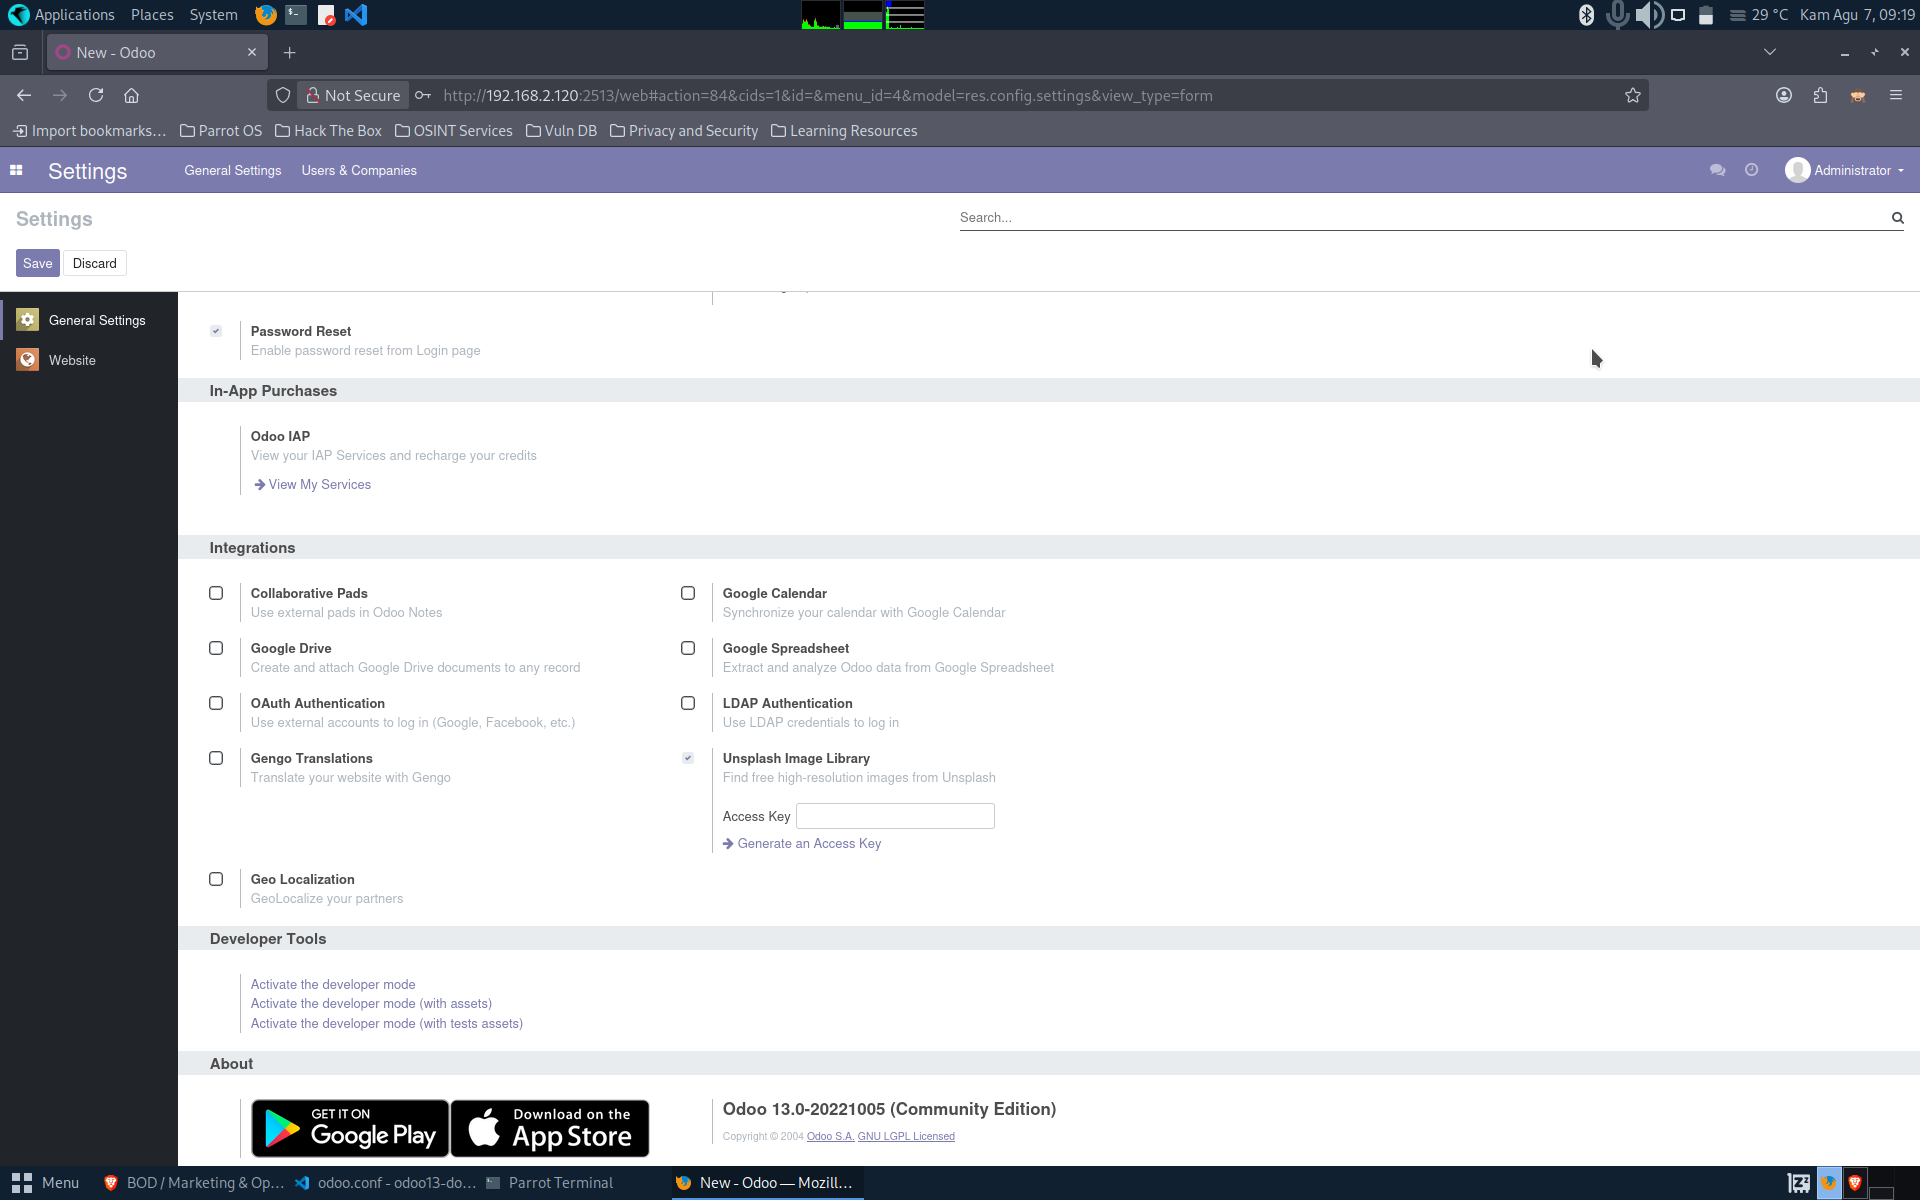 Applications Places System
29 °C Kam Agu 7, 09:19
New - Odoo
Not Secure http://192.168.2.120:2513/web#action=84&cids=1&id=&menu_id=4&model=res.config.settings&view_type=form
Import bookmarks... Parrot OS Hack The Box OSINT Services Vuln DB Privacy and Security Learning Resources
Settings General Settings Users & Companies Administrator
Settings
Search...
Save Discard
General Settings
Website
Password Reset
Enable password reset from Login page
In-App Purchases
Odoo IAP
View your IAP Services and recharge your credits
View My Services
Integrations
Collaborative Pads
Use external pads in Odoo Notes
Google Calendar
Synchronize your calendar with Google Calendar
Google Drive
Create and attach Google Drive documents to any record
Google Spreadsheet
Extract and analyze Odoo data from Google Spreadsheet
OAuth Authentication
Use external accounts to log in (Google, Facebook, etc.)
LDAP Authentication
Use LDAP credentials to log in
Gengo Translations
Translate your website with Gengo
Unsplash Image Library
Find free high-resolution images from Unsplash
Access Key
Generate an Access Key
Geo Localization
GeoLocalize your partners
Developer Tools
Activate the developer mode
Activate the developer mode (with assets)
Activate the developer mode (with tests assets)
About
GET IT ON
Google Play
Download on the
App Store
Odoo 13.0-20221005 (Community Edition)
Copyright © 2004 Odoo S.A. GNU LGPL Licensed
Menu BOD / Marketing & Op... odoo.conf - odoo13-do... Parrot Terminal New - Odoo — Mozill...